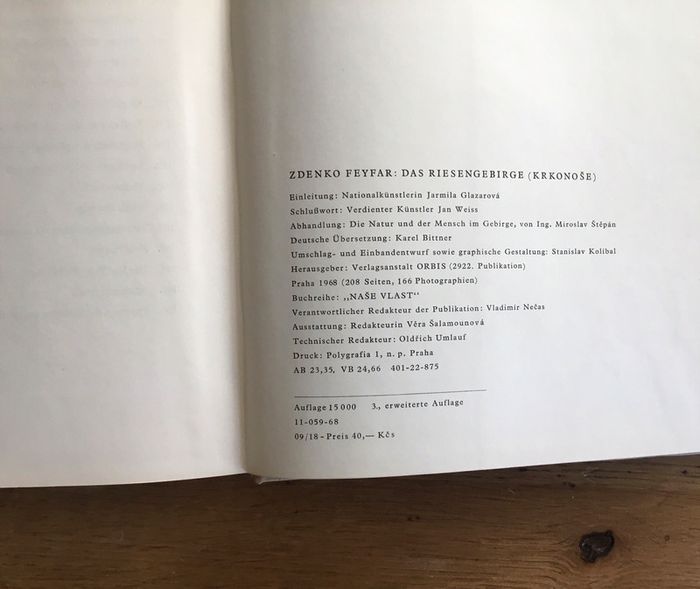 ZDENKO FEYFAR: DAS RIESENGEBIRGE (KRKONOŠE)
Einleitung: Nationalkünstlerin Jarmila Glazarová
Schlußwort: Verdienter Künstler Jan Weiss
Abhandlung: Die Natur und der Mensch im Gebirge, von Ing. Miroslav Štěpán
Deutsche Übersetzung: Karel Bittner
Umschlag- und Einbandentwurf sowie graphische Gestaltung: Stanislav Kolíbal
Herausgeber: Verlagsanstalt ORBIS (2922. Publikation)
Praha 1968 (208 Seiten, 166 Photographien)
Buchreihe: „NAŠE VLAST“
Verantwortlicher Redakteur der Publikation: Vladimír Nečas
Ausstattung: Redakteurin Věra Šalamounová
Technischer Redakteur: Oldřich Umlauf
Druck: Polygrafia 1, n. p. Praha
AB 23,35, VB 24,66 401-22-875
Auflage 15 000 3., erweiterte Auflage
11-059-68
09/18 - Preis 40,— Kčs